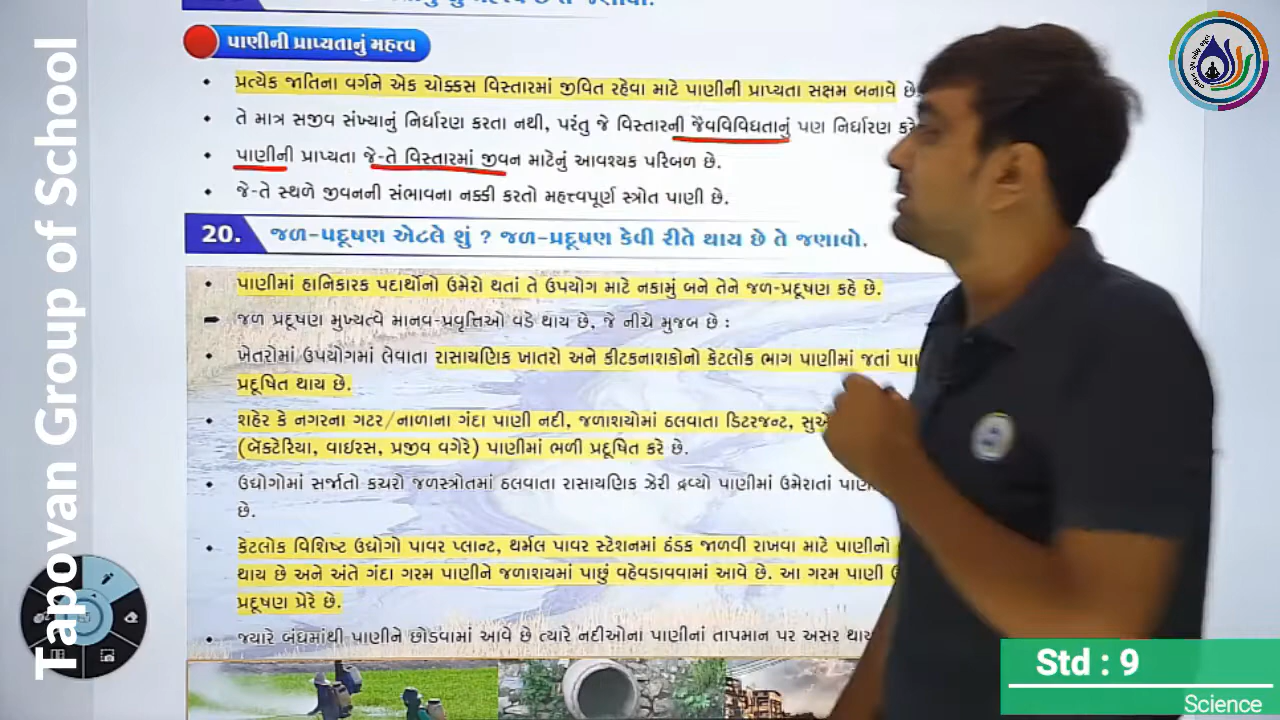 પાણીની પ્રાપ્યતાનું મહત્ત્વ
• પ્રત્યેક જાતિના વર્ગને એક ચોક્કસ વિસ્તારમાં જીવિત રહેવા માટે પાણીની પ્રાપ્યતા સક્ષમ બનાવે છે
• તે માત્ર સજીવ સંખ્યાનું નિર્ધારણ કરતા નથી, પરંતુ જે વિસ્તારની જૈવવિવિધતાનું પણ નિર્ધારણ કરે
• પાણીની પ્રાપ્યતા જે-તે વિસ્તારમાં જીવન માટેનું આવશ્યક પરિબળ છે.
• જે-તે સ્થળે જીવનની સંભાવના નક્કી કરતો મહત્ત્વપૂર્ણ સ્ત્રોત પાણી છે.
20. જળ-પદૂષણ એટલે શું ? જળ-પ્રદૂષણ કેવી રીતે થાય છે તે જણાવો.
• પાણીમાં હાનિકારક પદાર્થોનો ઉમેરો થતાં તે ઉપયોગ માટે નકામું બને તેને જળ-પ્રદૂષણ કહે છે.
➡ જળ પ્રદૂષણ મુખ્યત્વે માનવ-પ્રવૃત્તિઓ વડે થાય છે, જે નીચે મુજબ છે :
• ખેતરોમાં ઉપયોગમાં લેવાતા રાસાયણિક ખાતરો અને કીટકનાશકોનો કેટલોક ભાગ પાણીમાં જતાં
પ્રદૂષિત થાય છે.
• શહેર કે નગરના ગટર/નાળાના ગંદા પાણી નદી, જળાશયોમાં ઠલવાતા ડિટરજન્ટ,
(બૅક્ટેરિયા, વાઇરસ, પ્રજીવ વગેરે) પાણીમાં ભળી પ્રદૂષિત કરે છે.
• ઉદ્યોગોમાં સર્જાતો કચરો જળસ્ત્રોતમાં ઠલવાતા રાસાયણિક ઝેરી દ્રવ્યો પાણીમાં ઉમેરાતાં
છે.
• કેટલોક વિશિષ્ટ ઉદ્યોગો પાવર પ્લાન્ટ, થર્મલ પાવર સ્ટેશનમાં ઠંડક જાળવી રાખવા માટે પાણીનો
થાય છે અને અંતે ગંદા ગરમ પાણીને જળાશયમાં પાછું વહેવડાવવામાં આવે છે. આ ગરમ પાણી
પ્રદૂષણ પ્રેરે છે.
• જ્યારે બંધમાંથી પાણીને છોડવામાં આવે છે ત્યારે નદીઓના પાણીનાં તાપમાન પર અસર થાય
Tapovan Group of School
Std : 9
Science